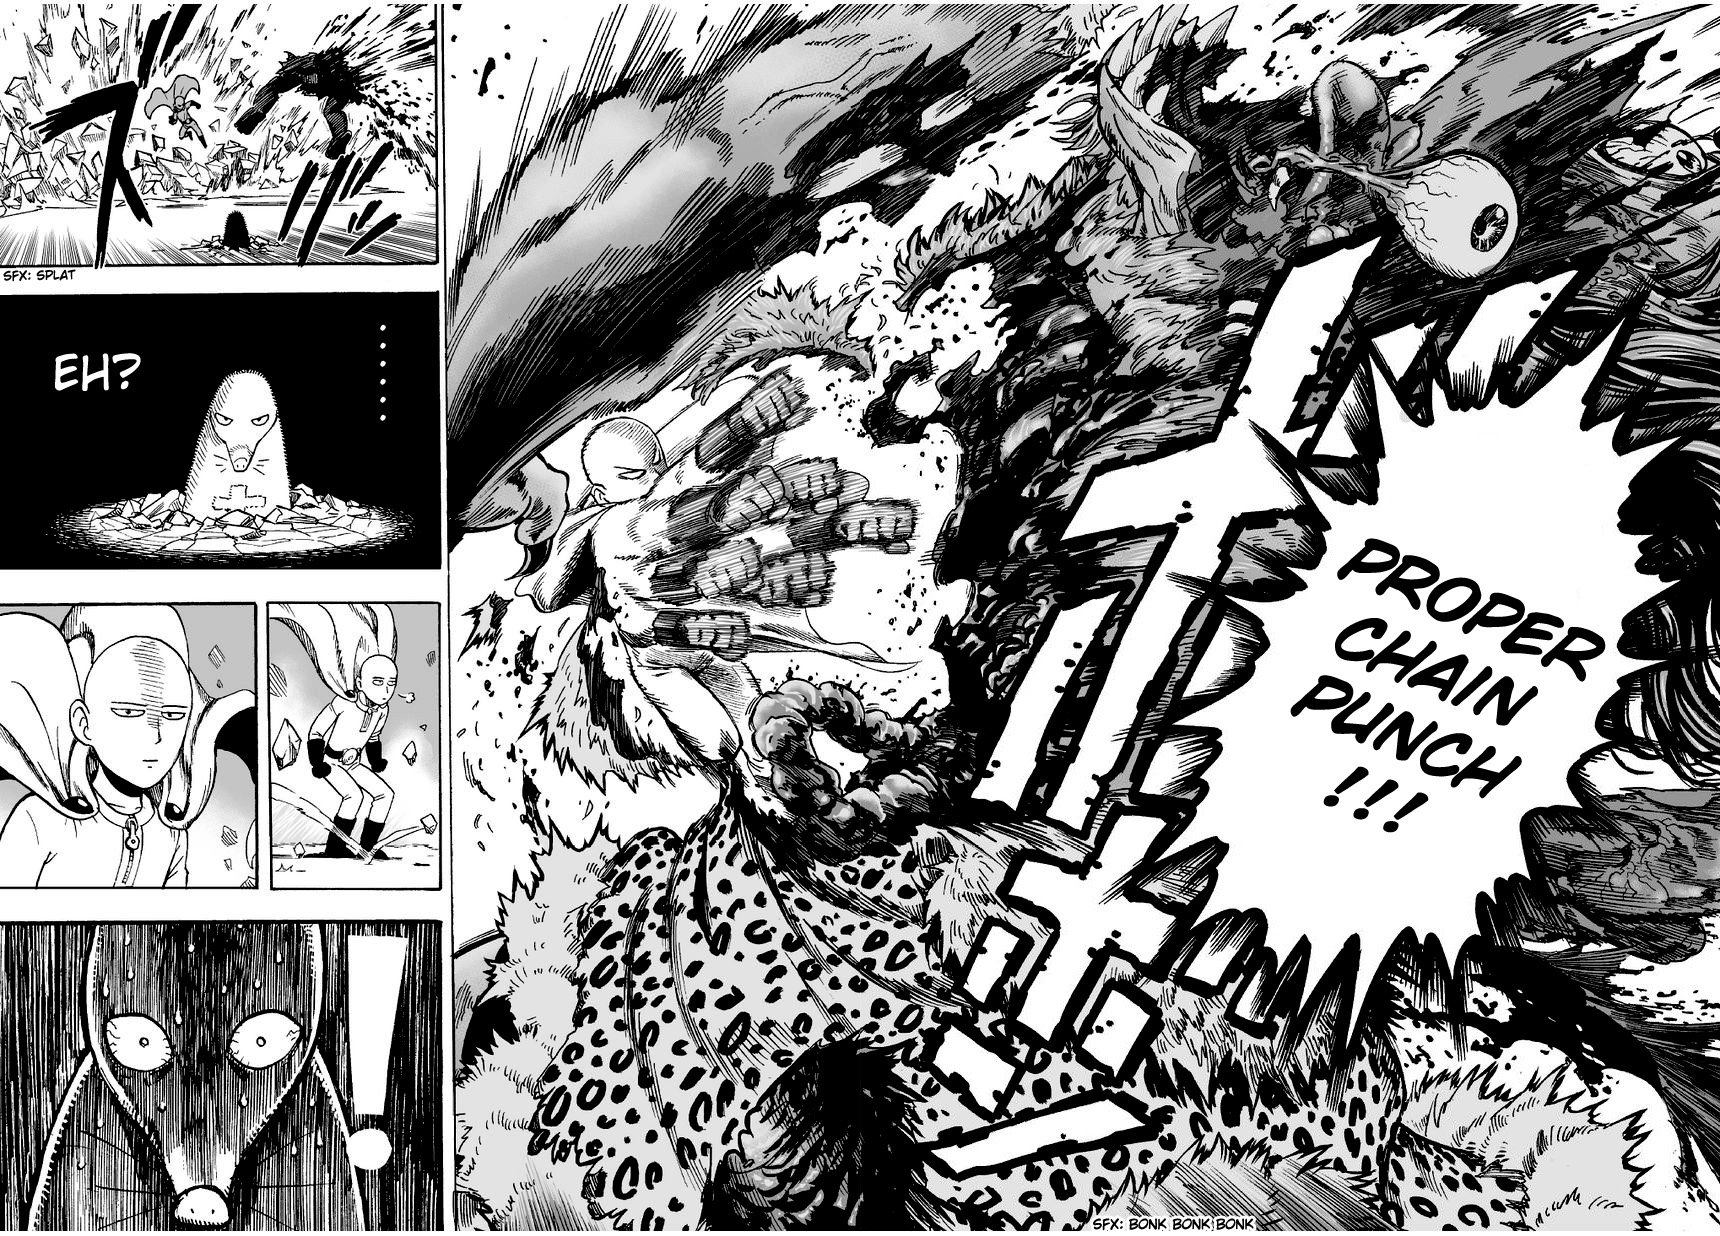 PROPER
CHAIN
PUNCH
!!!
SFX: BONK BONK BONK
SFX: SPLAT
......
EH?
!